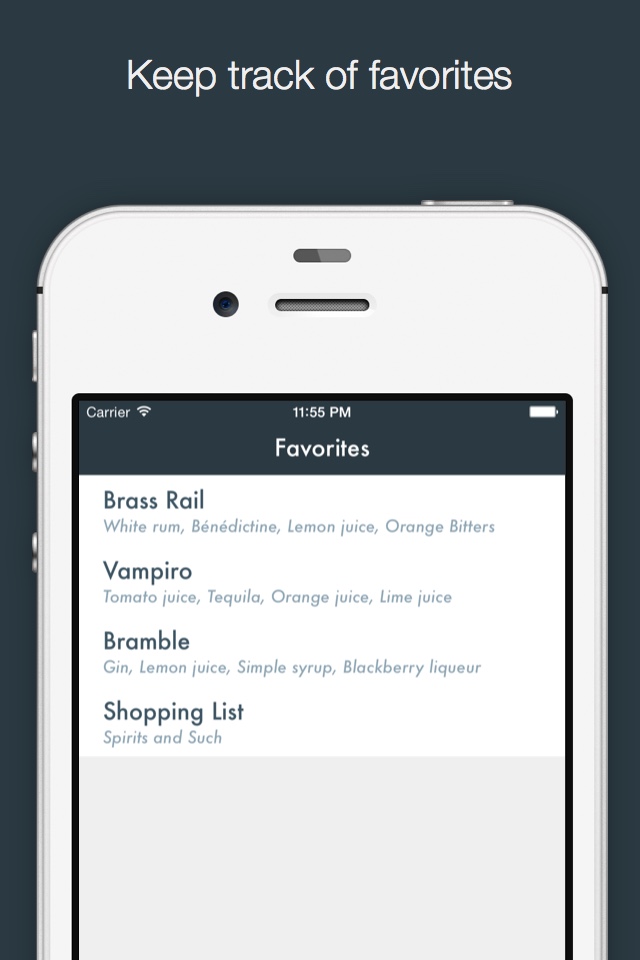 Keep track of favorites
Carrier 11:55 PM
Favorites
Brass Rail
White rum, Bénédictine, Lemon juice, Orange Bitters
Vampiro
Tomato juice, Tequila, Orange juice, Lime juice
Bramble
Gin, Lemon juice, Simple syrup, Blackberry liqueur
Shopping List
Spirits and Such